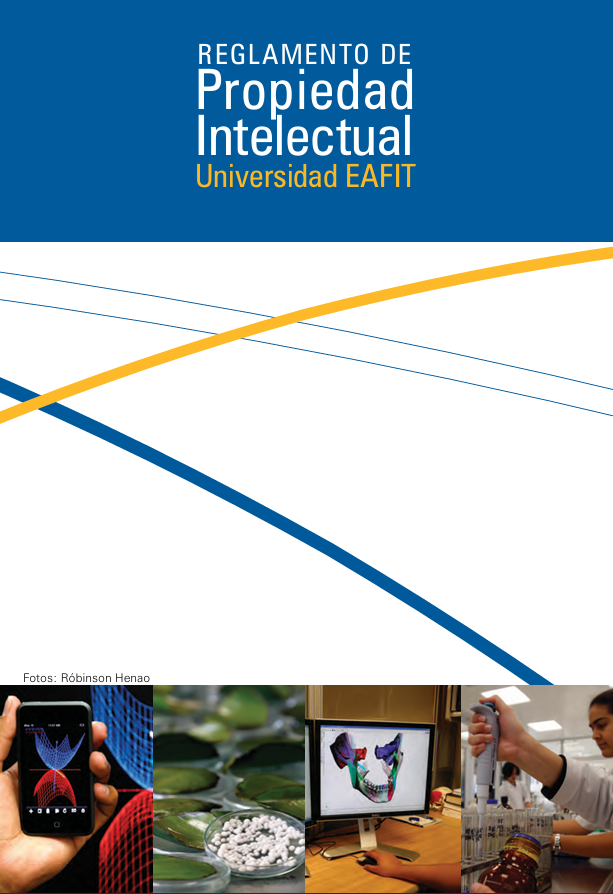 REGLAMENTO DE
Propiedad
Intelectual
Universidad EAFIT
Fotos: Róbinson Henao